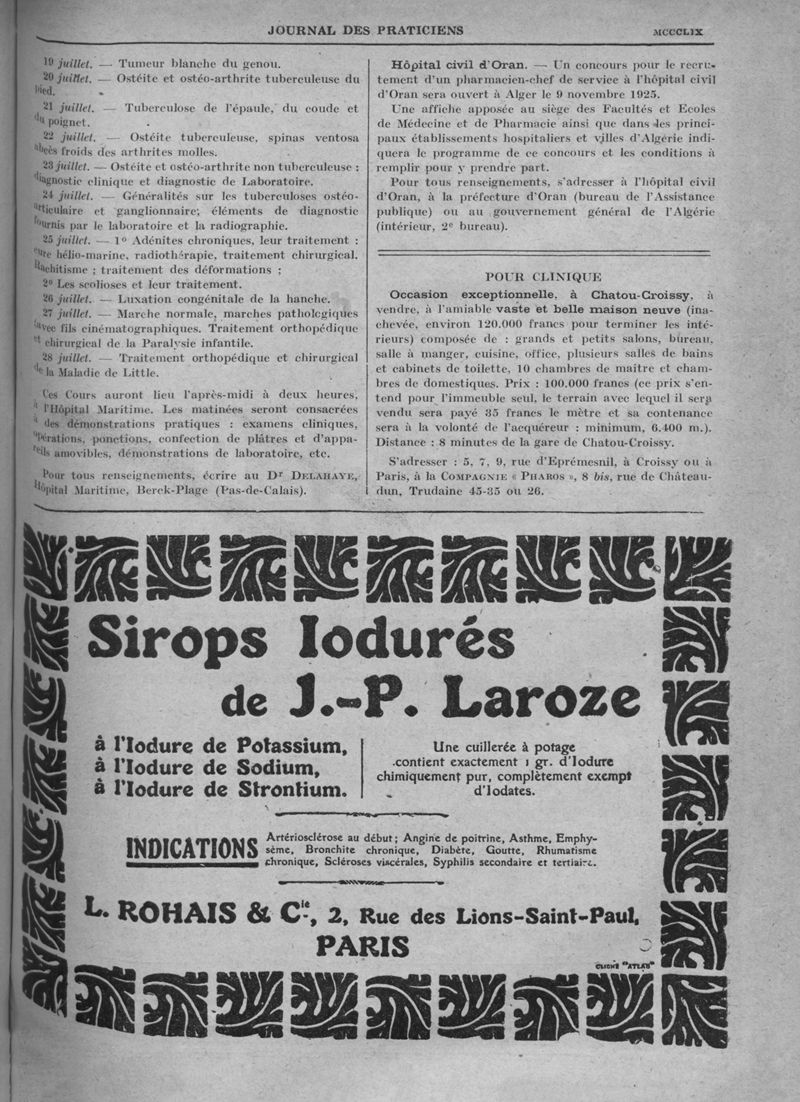 JOURNAL DES PRATICIENS
MCCCLIX
19 juillet. — Tumeur blanche du genou.
20 juillet. — Ostéite et ostéo-arthrite tuberculeuse du
pied.
21 juillet. — Tuberculose de l'épaule, du coude et
du poignet.
22 juillet. — Ostéite tuberculeuse, spinas ventosa
abcès froids des arthrites molles.
23 juillet. — Ostéite et ostéo-arthrite non tuberculeuse :
diagnostic clinique et diagnostic de Laboratoire.
24 juillet. — Généralités sur les tuberculoses ostéo-
articulaire et ganglionnaire; éléments de diagnostic
fournis par le laboratoire et la radiographie.
25 juillet. — 1o Adénites chroniques, leur traitement :
cure hélio-marine, radiothérapie, traitement chirurgical.
Rachitisme ; traitement des déformations ;
2o Les scolioses et leur traitement.
26 juillet. — Luxation congénitale de la hanche.
27 juillet. — Marche normale, marches pathologiques
(avec fils cinématographiques. Traitement orthopédique
et chirurgical de la Paralysie infantile.
28 juillet. — Traitement orthopédique et chirurgical
de la Maladie de Little.
Ces Cours auront lieu l'après-midi à deux heures,
à l'Hôpital Maritime. Les matinées seront consacrées
à des démonstrations pratiques : examens cliniques,
opérations, ponctions, confection de plâtres et d'appa-
reils amovibles, démonstrations de laboratoire, etc.
Pour tous renseignements, écrire au Dr DELAHAYE,
Hôpital Maritime, Berck-Plage (Pas-de-Calais).
Hôpital civil d'Oran. — Un concours pour le recru-
tement d'un pharmacien-chef de service à l'hôpital civil
d'Oran sera ouvert à Alger le 9 novembre 1925.
Une affiche apposée au siège des Facultés et Ecoles
de Médecine et de Pharmacie ainsi que dans les princi-
paux établissements hospitaliers et villes d'Algérie indi-
quera le programme de ce concours et les conditions à
remplir pour y prendre part.
Pour tous renseignements, s'adresser à l'hôpital civil
d'Oran, à la préfecture d'Oran (bureau de l'Assistance
publique) ou au gouvernement général de l'Algérie
(intérieur, 2e bureau).
POUR CLINIQUE
Occasion exceptionnelle, à Chatou-Croissy, à
vendre, à l'amiable vaste et belle maison neuve (ina-
chevée, environ 120.000 francs pour terminer les inté-
rieurs) composée de : grands et petits salons, bureau,
salle à manger, cuisine, office, plusieurs salles de bains
et cabinets de toilette, 10 chambres de maître et cham-
bres de domestiques. Prix : 100.000 francs (ce prix s'en-
tend pour l'immeuble seul, le terrain avec lequel il sera
vendu sera payé 35 francs le mètre et sa contenance
sera à la volonté de l'acquéreur : minimum, 6.400 m.).
Distance : 8 minutes de la gare de Chatou-Croissy.
S'adresser : 5, 7, 9, rue d'Eprémesnil, à Croissy ou à
Paris, à la COMPAGNIE « PHAROS », 8 bis, rue de Château-
dun, Trudaine 45-35 ou 26.
Sirops Iodurés
de J.-P. Laroze
à l'Iodure de Potassium,
à l'Iodure de Sodium,
à l'Iodure de Strontium.
Une cuillerée à potage
contient exactement 1 gr. d'Iodure
chimiquement pur, complètement exempt
d'Iodates.
INDICATIONS
Artériosclérose au début; Angine de poitrine, Asthme, Emphy-
sème, Bronchite chronique, Diabète, Goutte, Rhumatisme
chronique, Scléroses viscérales, Syphilis secondaire et tertiaire.
L. ROHAIS & Cie, 2, Rue des Lions-Saint-Paul,
PARIS
CLICHÉ "ATLAS"